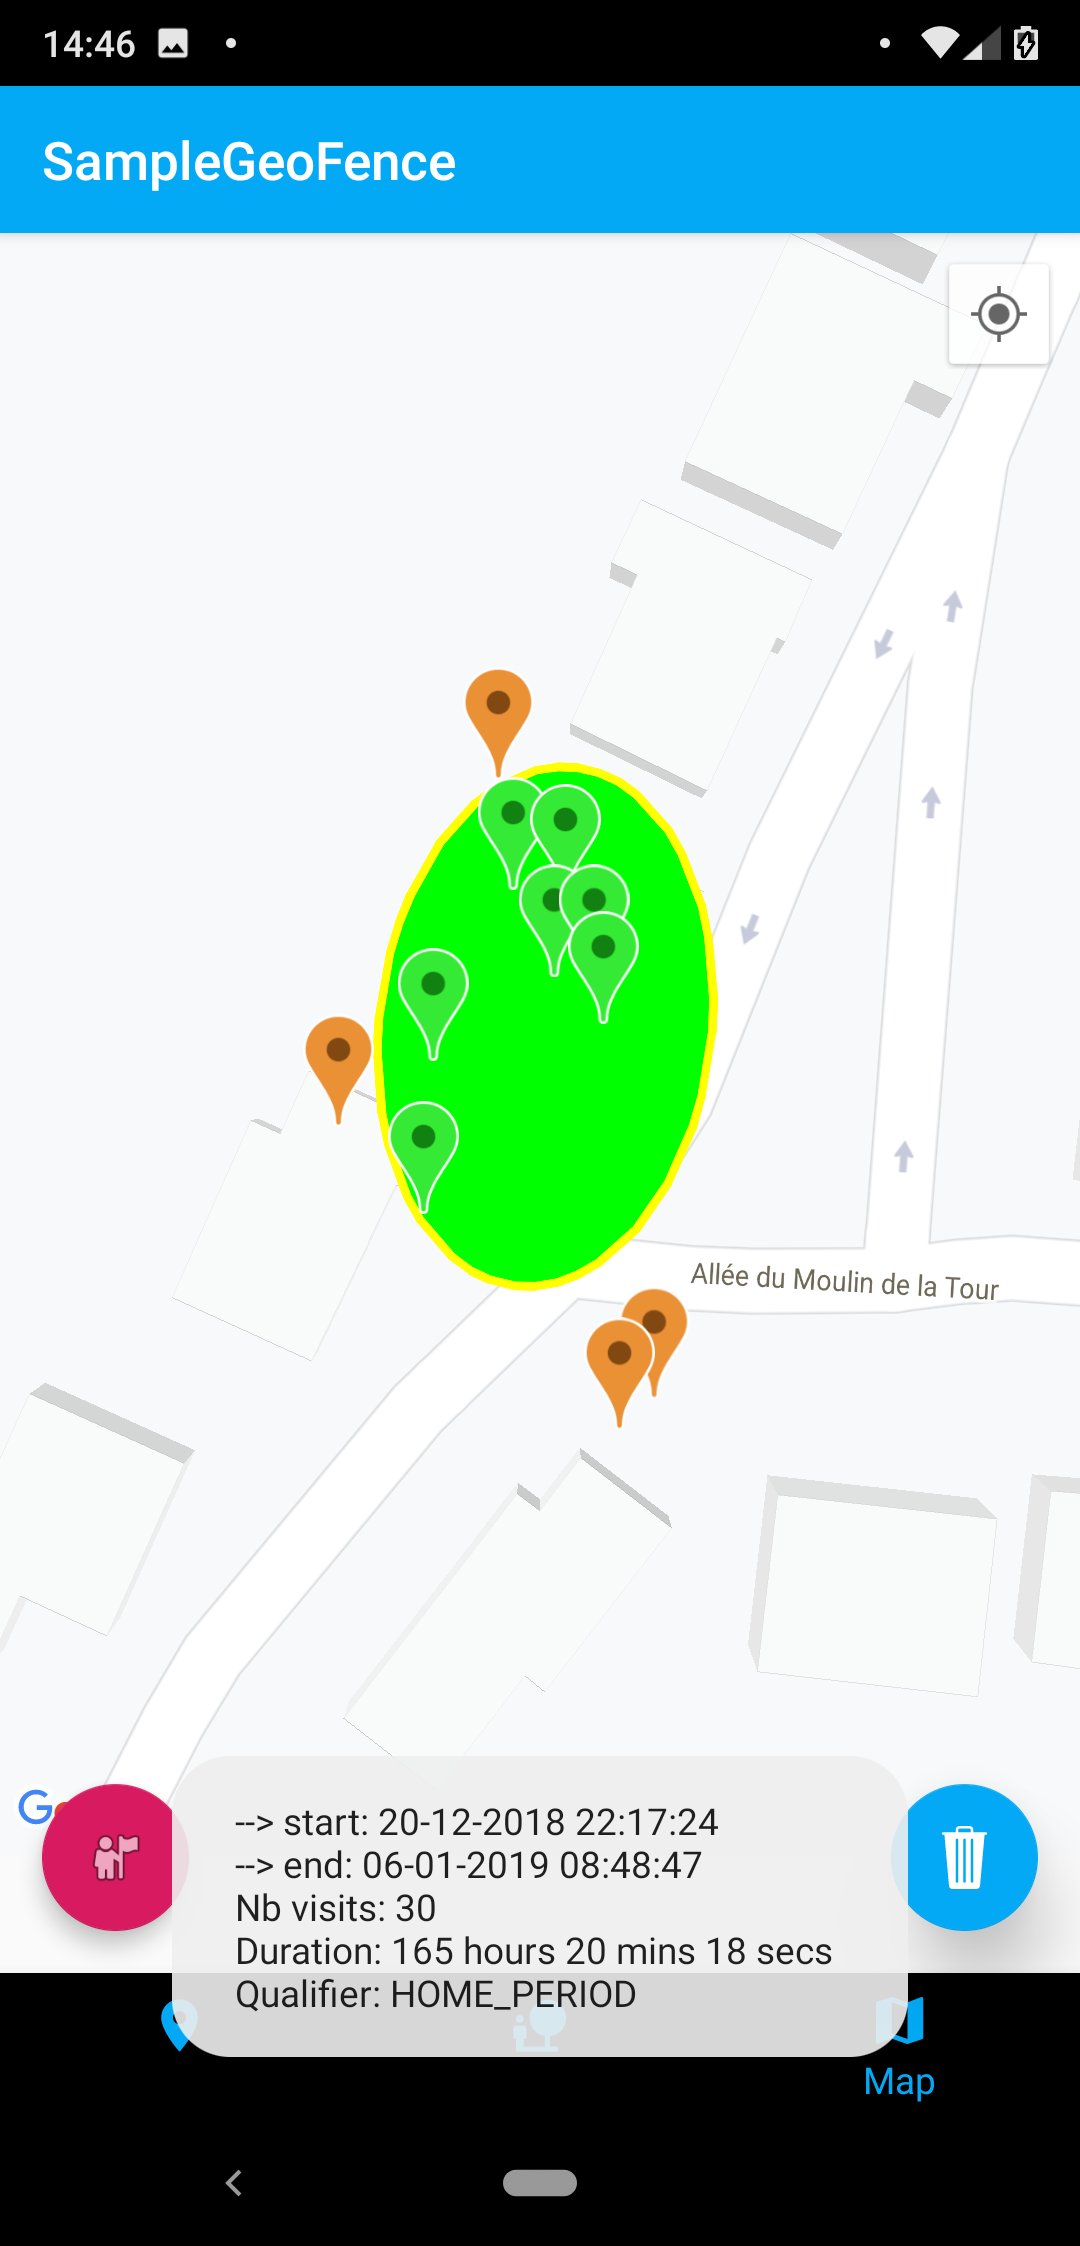 14:46
SampleGeoFence
Allée du Moulin de la Tour
--> start: 20-12-2018 22:17:24
--> end: 06-01-2019 08:48:47
Nb visits: 30
Duration: 165 hours 20 mins 18 secs
Qualifier: HOME_PERIOD
Map